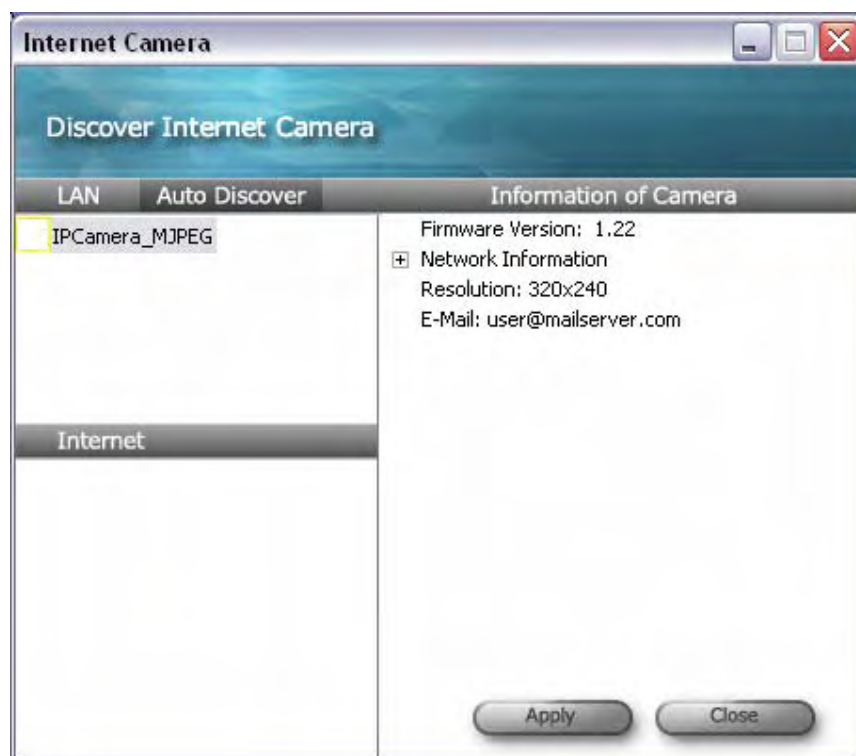 Internet Camera
Discover Internet Camera
LAN Auto Discover
IPCamera_MJPEG
Internet
Information of Camera
Firmware Version: 1.22
Network Information
Resolution: 320x240
E-Mail: user@mailserver.com
Apply Close